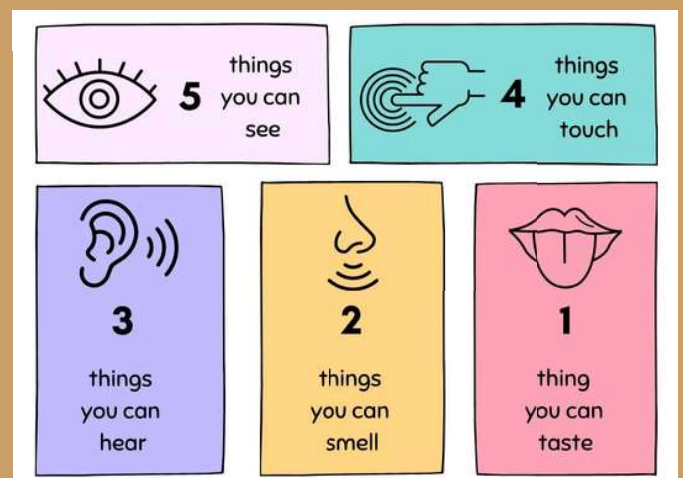 5
things
you can
see
4
things
you can
touch
3
things
you can
hear
2
things
you can
smell
1
thing
you can
taste